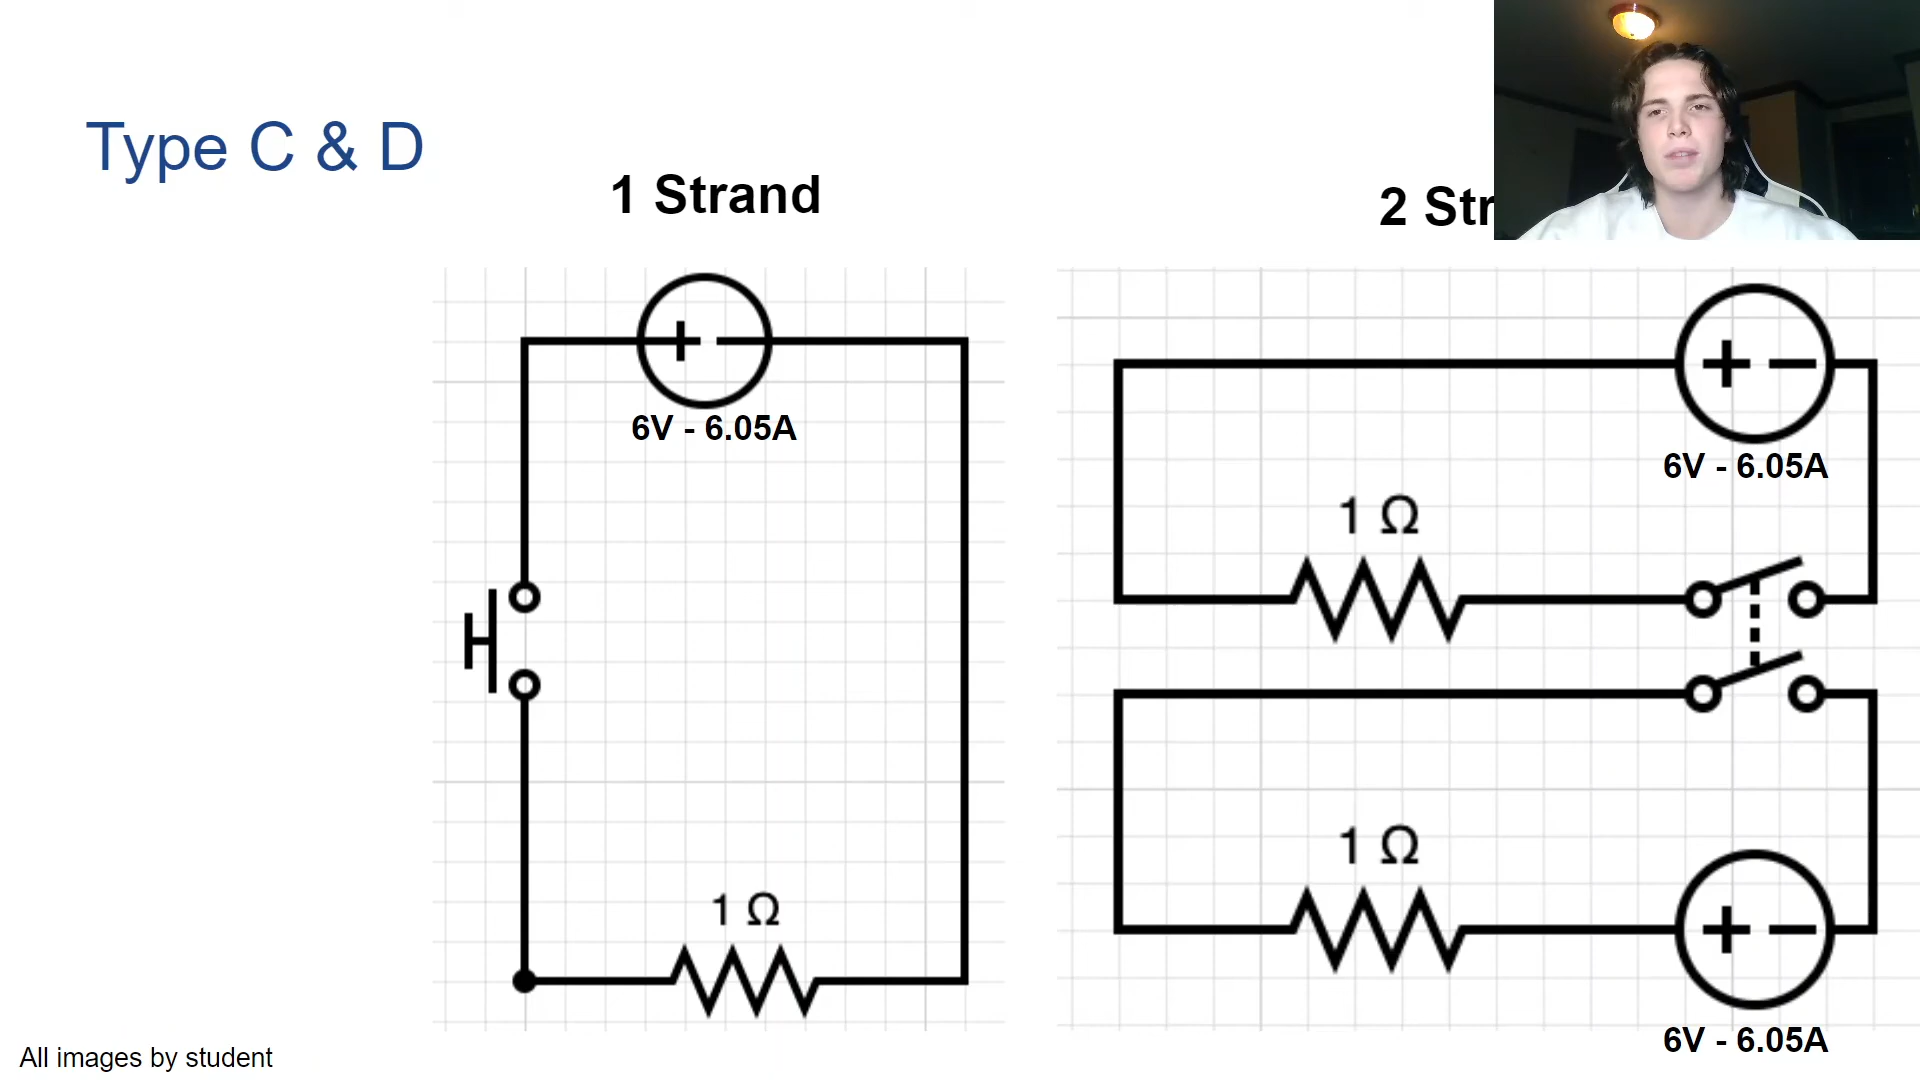 Type C & D
1 Strand
2
6V - 6.05A
6V - 6.05A
1 Ω
1 Ω
1 Ω
6V - 6.05A
All images by student